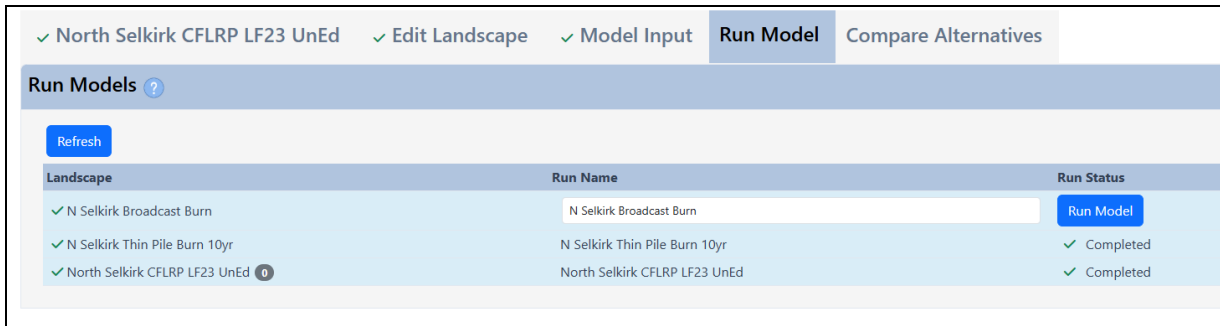 North Selkirk CFLRP LF23 UnEd Edit Landscape Model Input Run Model Compare Alternatives
Run Models ?
Refresh
Landscape Run Name Run Status
N Selkirk Broadcast Burn N Selkirk Broadcast Burn Run Model
N Selkirk Thin Pile Burn 10yr N Selkirk Thin Pile Burn 10yr Completed
North Selkirk CFLRP LF23 UnEd 0 North Selkirk CFLRP LF23 UnEd Completed